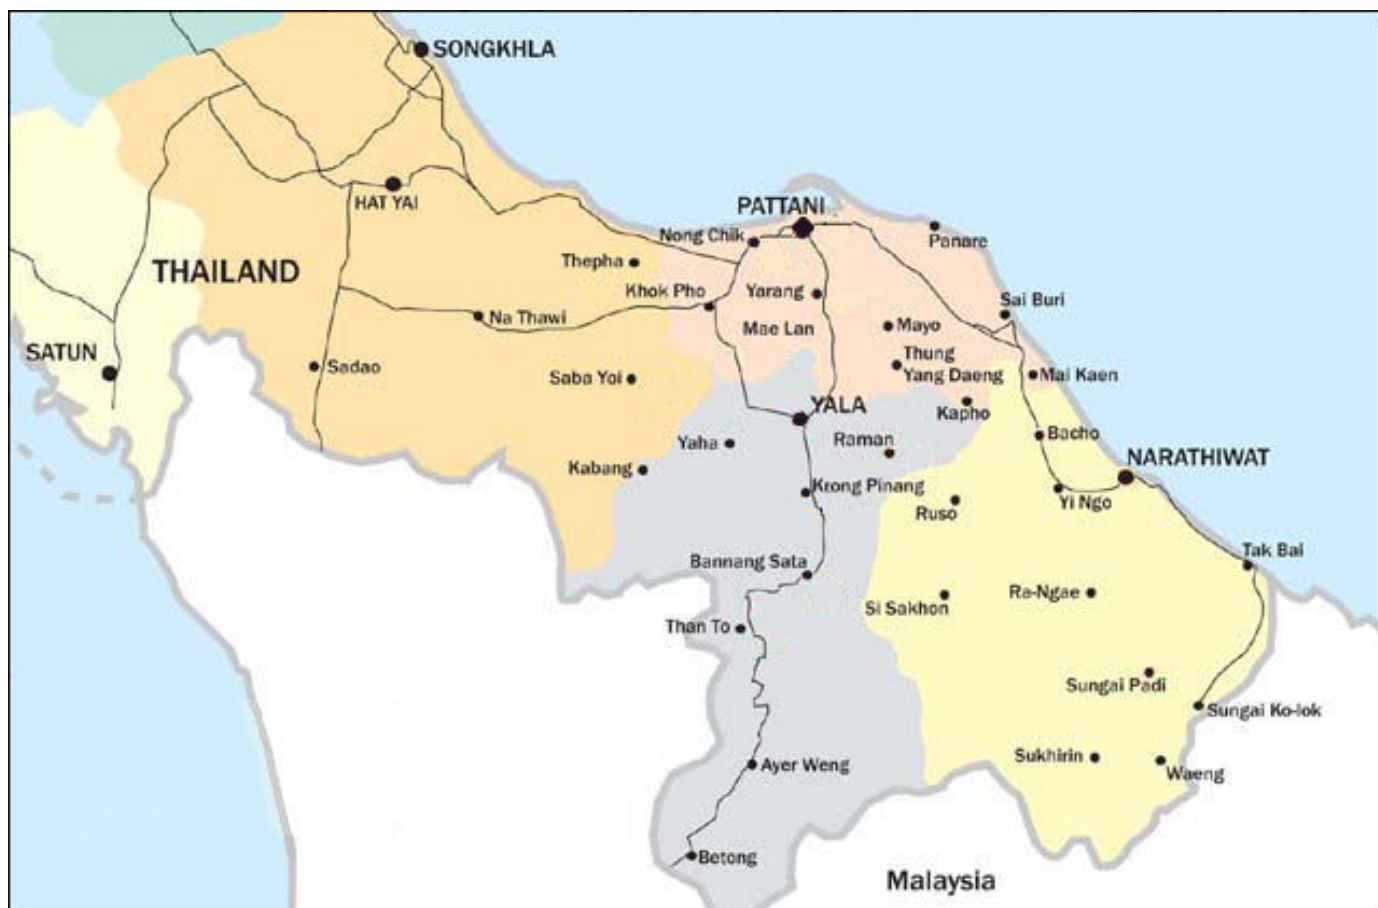 SONGKHLA
HAT YAI
PATTANI
Nong Chik
Panare
THAILAND
Thepha
Khok Pho
Yarang
Sai Buri
Na Thawi
Mae Lan
Mayo
SATUN
Sadao
Saba Yoi
Thung
Yang Daeng
Mai Kaen
YALA
Kapho
Yaha
Raman
Bacho
Kabang
NARATHIWAT
Krong Pinang
Ruso
Yi Ngo
Tak Bai
Bannang Sata
Si Sakhon
Ra-Ngae
Than To
Sungai Padi
Sungai Ko-lok
Sukhirin
Ayer Weng
Waeng
Betong
Malaysia